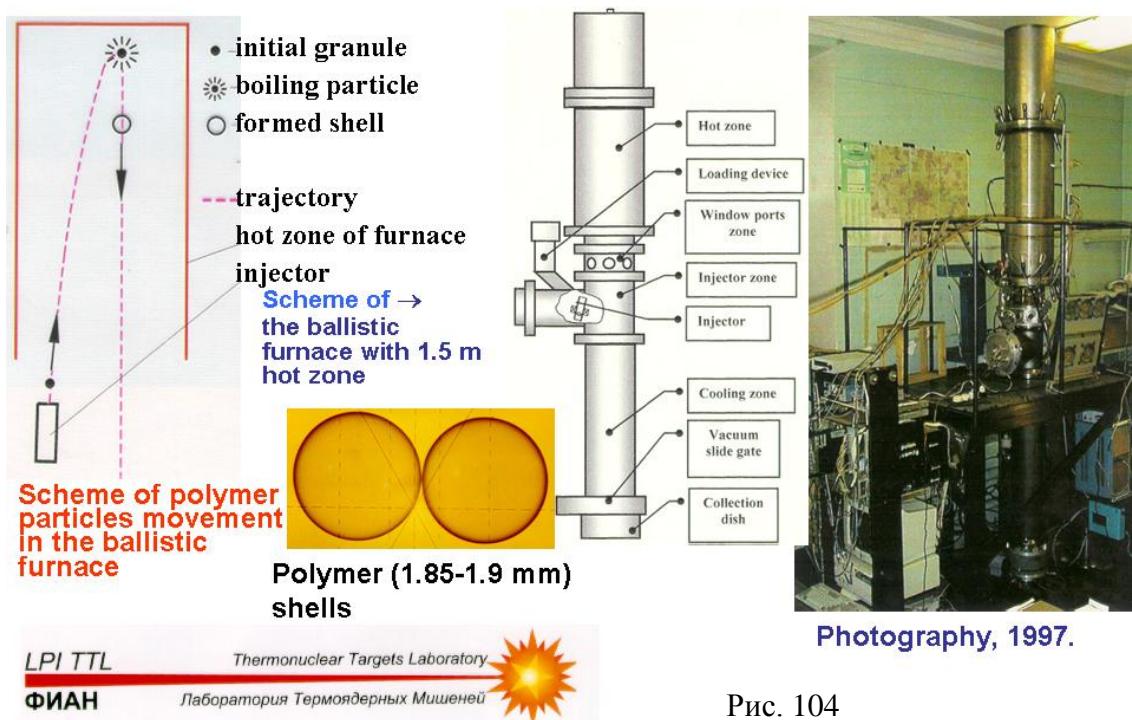 initial granule
boiling particle
formed shell
trajectory
hot zone of furnace
injector
Scheme of →
the ballistic
furnace with 1.5 m
hot zone
Scheme of polymer
particles movement
in the ballistic
furnace
Polymer (1.85-1.9 mm)
shells
Hot zone
Loading device
Window ports
zone
Injector zone
Injector
Cooling zone
Vacuum
slide gate
Collection
dish
Photography, 1997.
LPI TTL
Thermonuclear Targets Laboratory
ФИАН
Лаборатория Термоядерных Мишеней
Рис. 104